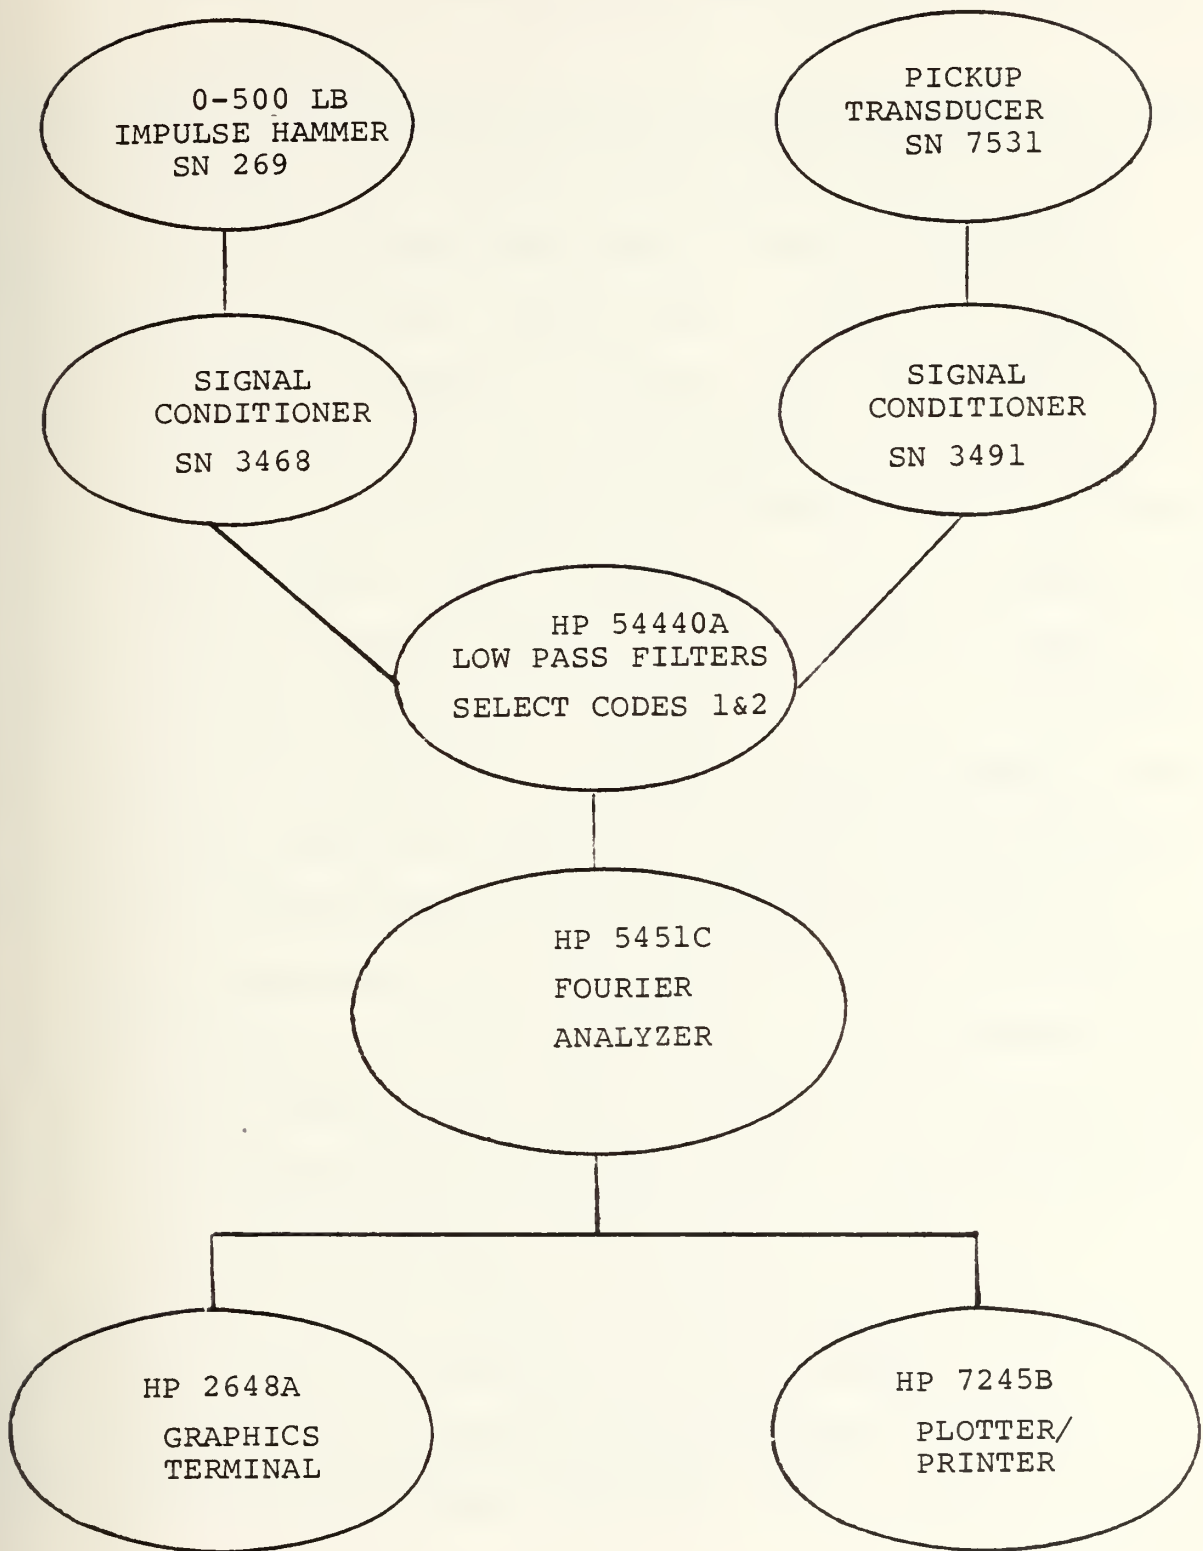 0-500 LB
IMPULSE HAMMER
SN 269
PICKUP
TRANSDUCER
SN 7531
SIGNAL
CONDITIONER
SN 3468
SIGNAL
CONDITIONER
SN 3491
HP 54440A
LOW PASS FILTERS
SELECT CODES 1&2
HP 5451C
FOURIER
ANALYZER
HP 2648A
GRAPHICS
TERMINAL
HP 7245B
PLOTTER/
PRINTER